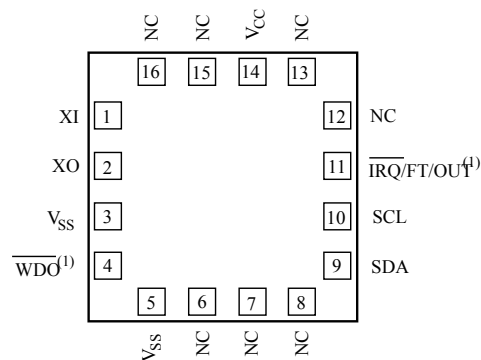 NC NC VCC NC
16 15 14 13
XI 1 12 NC
XO 2 11 IRQ/FT/OUT(1)
VSS 3 10 SCL
WDO(1) 4 9 SDA
5 6 7 8
VSS NC NC NC